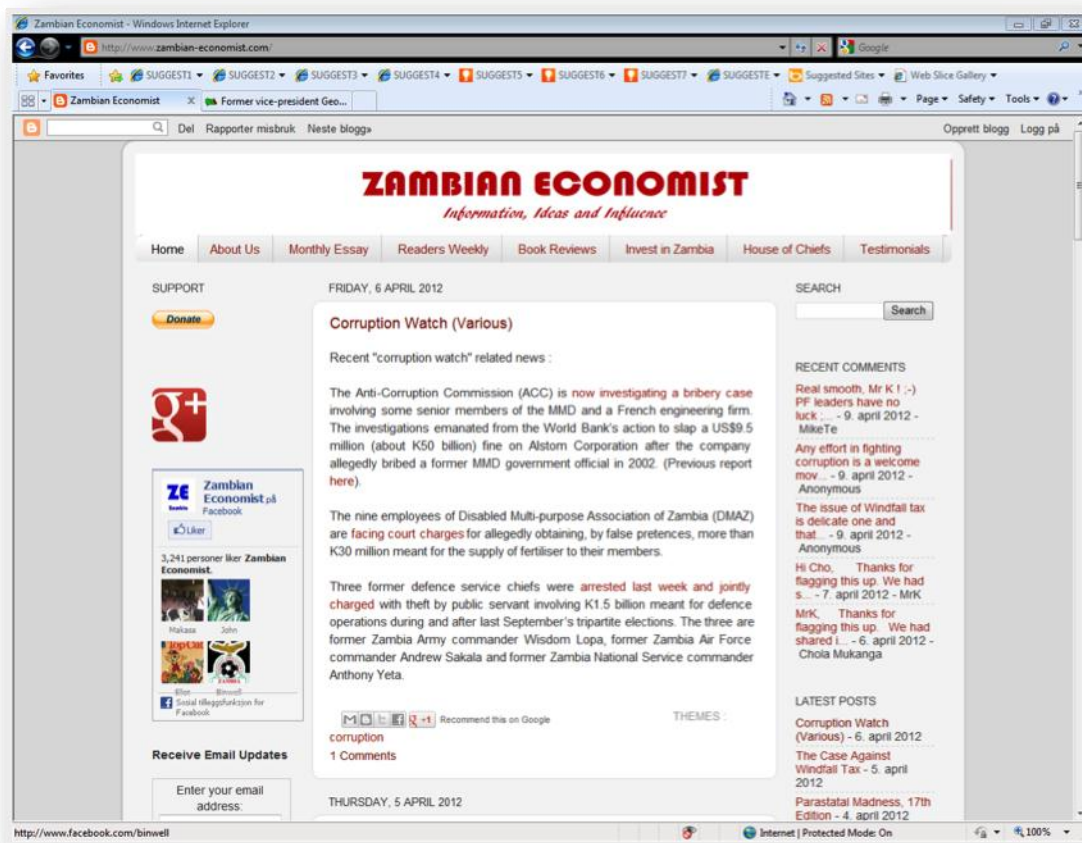 Zambian Economist - Windows Internet Explorer
http://www.zambian-economist.com/
Google
Favorites
SUGGEST1
SUGGEST2
SUGGEST3
SUGGEST4
SUGGEST5
SUGGEST6
SUGGEST7
SUGGESTE
Suggested Sites
Web Slice Gallery
Zambian Economist
X
Former vice-president Geo...
Page
Safety
Tools
Del
Rapporter misbruk
Neste blogg»
Opprett blogg
Logg på
ZAMBIAN ECONOMIST
Information, Ideas and Influence
Home
About Us
Monthly Essay
Readers Weekly
Book Reviews
Invest in Zambia
House of Chiefs
Testimonials
SUPPORT
Donate
g+
ZE
Zambian
Economist på
Facebook
Liker
3,241 personer liker Zambian
Economist.
Makasa
John
Top Cat
Elias
Binwell
Sosial tilleggsfunksjon for
Facebook
Receive Email Updates
Enter your email
address:
FRIDAY, 6 APRIL 2012
Corruption Watch (Various)
Recent "corruption watch" related news :
The Anti-Corruption Commission (ACC) is now investigating a bribery case
involving some senior members of the MMD and a French engineering firm.
The investigations emanated from the World Bank's action to slap a US$9.5
million (about K50 billion) fine on Alstom Corporation after the company
allegedly bribed a former MMD government official in 2002. (Previous report
here).
The nine employees of Disabled Multi-purpose Association of Zambia (DMAZ)
are facing court charges for allegedly obtaining, by false pretences, more than
K30 million meant for the supply of fertiliser to their members.
Three former defence service chiefs were arrested last week and jointly
charged with theft by public servant involving K1.5 billion meant for defence
operations during and after last September's tripartite elections. The three are
former Zambia Army commander Wisdom Lopa, former Zambia Air Force
commander Andrew Sakala and former Zambia National Service commander
Anthony Yeta.
+1
Recommend this on Google
THEMES :
corruption
1 Comments
THURSDAY, 5 APRIL 2012
SEARCH
Search
RECENT COMMENTS
Real smooth, Mr K ! ;-)
PF leaders have no
luck ;... - 9. april 2012 -
MikeTe
Any effort in fighting
corruption is a welcome
mov... - 9. april 2012 -
Anonymous
The issue of Windfall tax
is delicate one and
that... - 9. april 2012 -
Anonymous
Hi Cho, Thanks for
flagging this up. We had
s... - 7. april 2012 - MrK
MrK, Thanks for
flagging this up. We had
shared i... - 6. april 2012 -
Chola Mukanga
LATEST POSTS
Corruption Watch
(Various) - 6. april 2012
The Case Against
Windfall Tax - 5. april
2012
Parastatal Madness, 17th
Edition - 4. april 2012
http://www.facebook.com/binwell
Internet | Protected Mode: On
100%